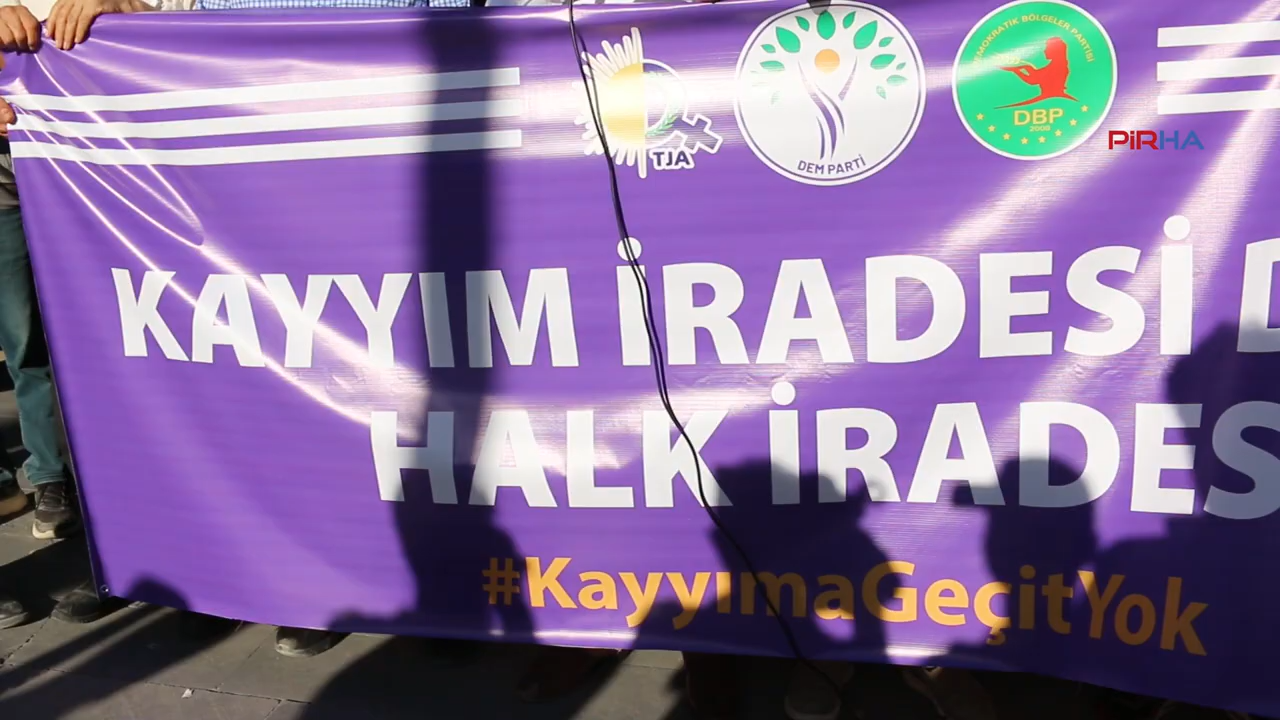 TJA
DEM PARTİ
DEMOKRATİK BÖLGELER PARTİSİ
DBP
2008
PİRHA
KAYYIM İRADESİ D
HALK İRADES
#KayyımaGeçitYok